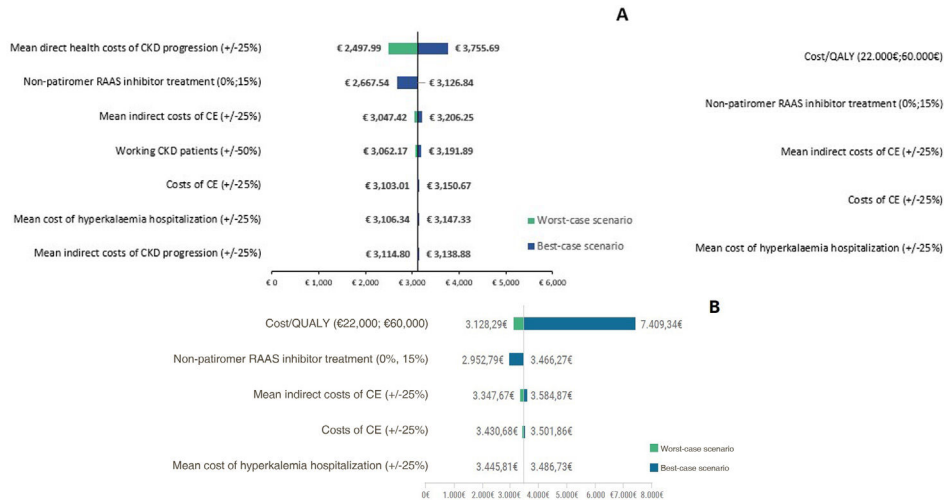 A
Mean direct health costs of CKD progression (+/-25%) € 2,497.99 € 3,755.69
Non-patiromer RAAS inhibitor treatment (0%;15%) € 2,667.54 € 3,126.84
Mean indirect costs of CE (+/-25%) € 3,047.42 € 3,206.25
Working CKD patients (+/-50%) € 3,062.17 € 3,191.89
Costs of CE (+/-25%) € 3,103.01 € 3,150.67
Mean cost of hyperkalaemia hospitalization (+/-25%) € 3,106.34 € 3,147.33
Mean indirect costs of CKD progression (+/-25%) € 3,114.80 € 3,138.88
Worst-case scenario
Best-case scenario
€ 0 € 1,000 € 2,000 € 3,000 € 4,000 € 5,000 € 6,000
Cost/QALY (22.000€;60.000€)
Non-patiromer RAAS inhibitor treatment (0%;15%)
Mean indirect costs of CE (+/-25%)
Costs of CE (+/-25%)
Mean cost of hyperkalaemia hospitalization (+/-25%)
B
Cost/QUALY (€22,000; €60,000) 3.128,29€ 7.409,34€
Non-patiromer RAAS inhibitor treatment (0%, 15%) 2.952,79€ 3.466,27€
Mean indirect costs of CE (+/-25%) 3.347,67€ 3.584,87€
Costs of CE (+/-25%) 3.430,68€ 3.501,86€
Mean cost of hyperkalemia hospitalization (+/-25%) 3.445,81€ 3.486,73€
Worst-case scenario
Best-case scenario
0€ 1.000€ 2.000€ 3.000€ 4.000€ 5.000€ 6.000 €7.000€ 8.000€